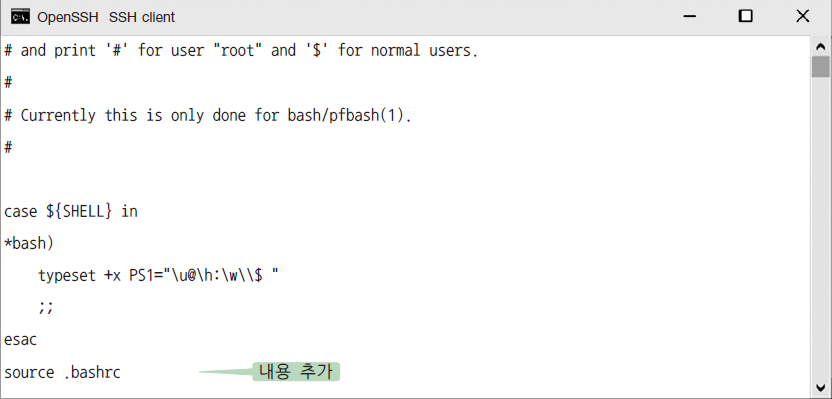 OpenSSH SSH client
# and print '#' for user "root" and '$' for normal users.
#
# Currently this is only done for bash/pfbash(1).
#
case ${SHELL} in
*bash)
typeset +x PS1="\u@\h:\w\\$ "
;;
esac
source .bashrc 내용 추가